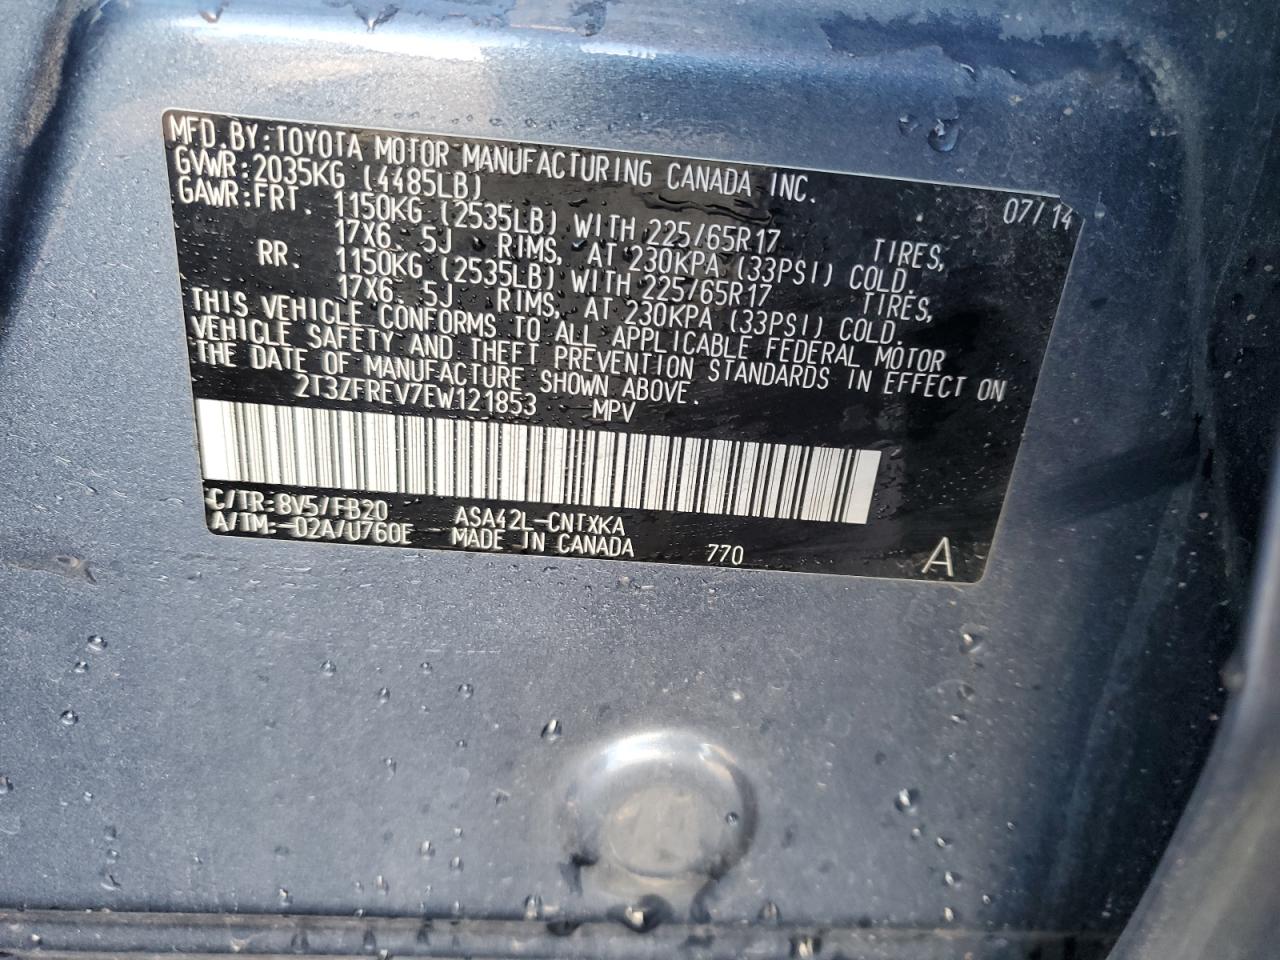 MFD.BY:TOYOTA MOTOR MANUFACTURING CANADA INC.
GVWR:2035KG (4485LB) 07/14
GAWR:FRT. 1150KG (2535LB) WITH 225/65R17 TIRES,
17X6.5J RIMS, AT 230KPA (33PSI) COLD.
RR. 1150KG (2535LB) WITH 225/65R17 TIRES,
17X6.5J RIMS, AT 230KPA (33PSI) COLD.
THIS VEHICLE CONFORMS TO ALL APPLICABLE FEDERAL MOTOR
VEHICLE SAFETY AND THEFT PREVENTION STANDARDS IN EFFECT ON
THE DATE OF MANUFACTURE SHOWN ABOVE.
2T3ZFREV7EW121853 MPV
C/TR:8V5/FB20 ASA42L-CNTXKA
A/TM:-02A/U760E MADE IN CANADA 770 A